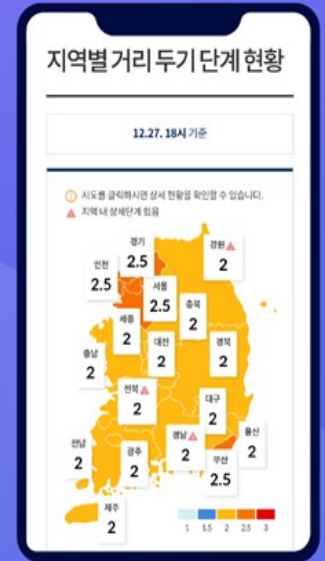 지역별 거리 두기 단계 현황
12.27. 18시 기준
시도를 클릭하시면 상세 현황을 확인할 수 있습니다.
지역 내 상세단계 있음
경기
2.5
강원
2
인천
2.5
서울
2.5
충북
2
세종
2
대전
2
경북
2
충남
2
전북
2
대구
2
전남
2
광주
2
경남
2
울산
2
부산
2.5
제주
2
1 1.5 2 2.5 3